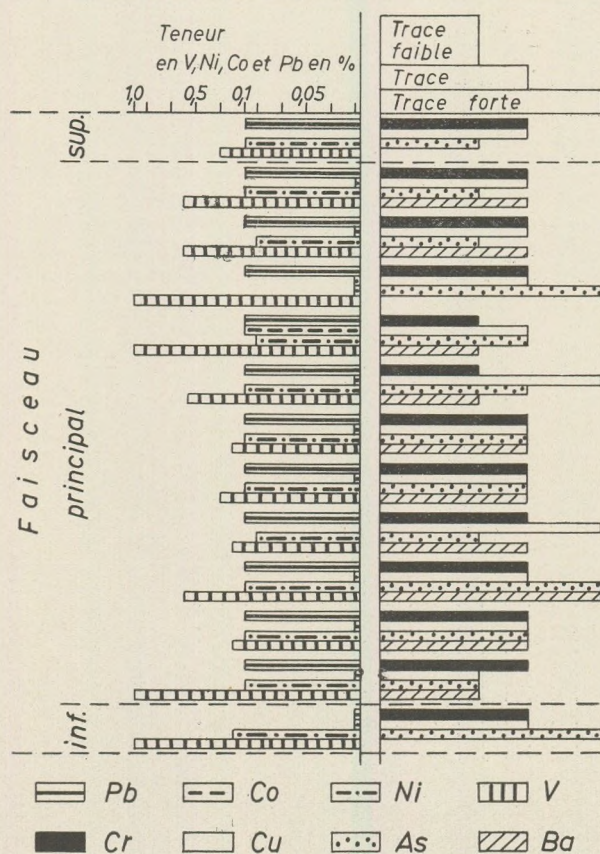 Teneur
en V, Ni, Co et Pb en %
1,0 0,5 0,1 0,05
Trace
faible
Trace
Trace forte
sup.
Faisceau
principal
inf.
Pb Co Ni V
Cr Cu As Ba